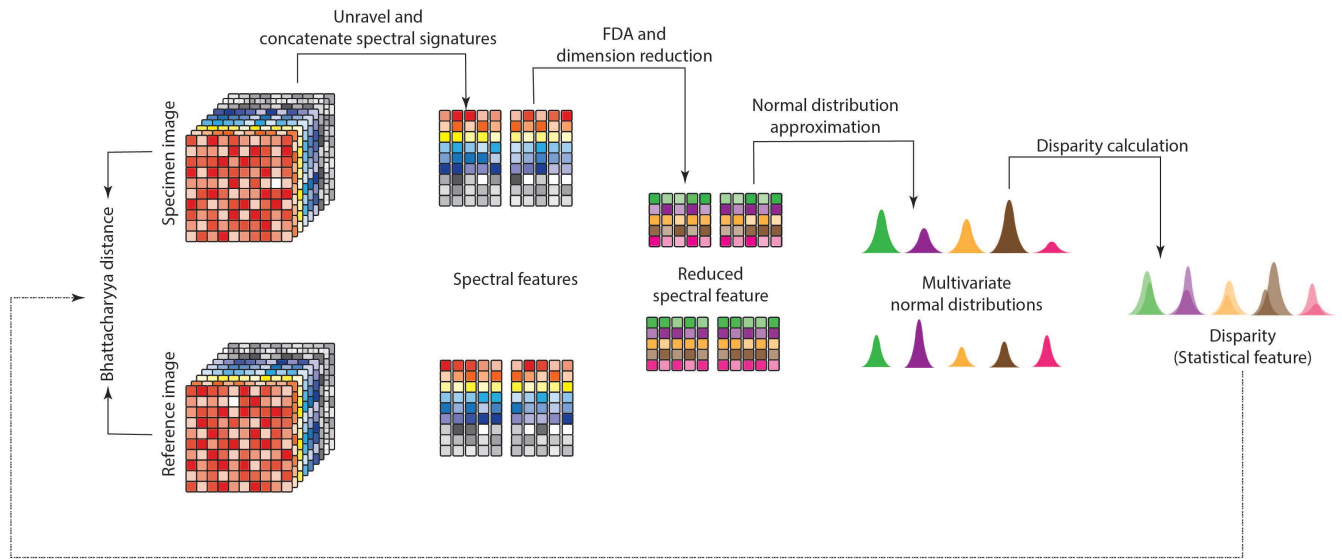 Unravel and
concatenate spectral signatures
FDA and
dimension reduction
Normal distribution
approximation
Disparity calculation
Specimen image
Bhattacharyya distance
Reference image
Spectral features
Reduced
spectral feature
Multivariate
normal distributions
Disparity
(Statistical feature)